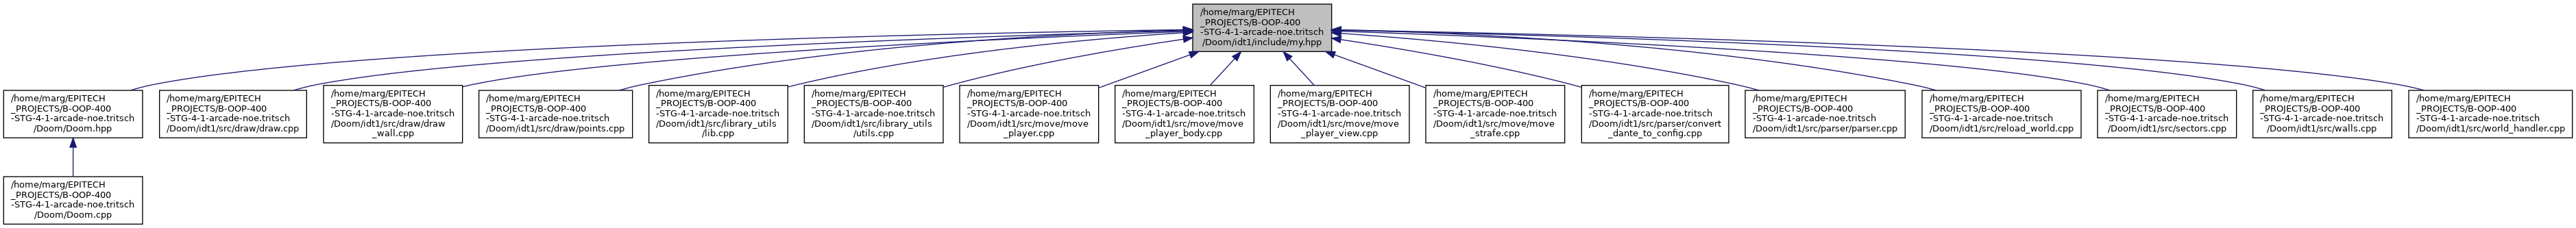 /home/marg/EPITECH
_PROJECTS/B-OOP-400
-STG-4-1-arcade-noe.tritsch
/Doom/idt1/include/my.hpp
/home/marg/EPITECH
_PROJECTS/B-OOP-400
-STG-4-1-arcade-noe.tritsch
/Doom/Doom.hpp
/home/marg/EPITECH
_PROJECTS/B-OOP-400
-STG-4-1-arcade-noe.tritsch
/Doom/idt1/src/draw/draw.cpp
/home/marg/EPITECH
_PROJECTS/B-OOP-400
-STG-4-1-arcade-noe.tritsch
/Doom/idt1/src/draw/draw
_wall.cpp
/home/marg/EPITECH
_PROJECTS/B-OOP-400
-STG-4-1-arcade-noe.tritsch
/Doom/idt1/src/draw/points.cpp
/home/marg/EPITECH
_PROJECTS/B-OOP-400
-STG-4-1-arcade-noe.tritsch
/Doom/idt1/src/library_utils
/lib.cpp
/home/marg/EPITECH
_PROJECTS/B-OOP-400
-STG-4-1-arcade-noe.tritsch
/Doom/idt1/src/library_utils
/utils.cpp
/home/marg/EPITECH
_PROJECTS/B-OOP-400
-STG-4-1-arcade-noe.tritsch
/Doom/idt1/src/move/move
_player.cpp
/home/marg/EPITECH
_PROJECTS/B-OOP-400
-STG-4-1-arcade-noe.tritsch
/Doom/idt1/src/move/move
_player_body.cpp
/home/marg/EPITECH
_PROJECTS/B-OOP-400
-STG-4-1-arcade-noe.tritsch
/Doom/idt1/src/move/move
_player_view.cpp
/home/marg/EPITECH
_PROJECTS/B-OOP-400
-STG-4-1-arcade-noe.tritsch
/Doom/idt1/src/move/move
_strafe.cpp
/home/marg/EPITECH
_PROJECTS/B-OOP-400
-STG-4-1-arcade-noe.tritsch
/Doom/idt1/src/parser/convert
_dante_to_config.cpp
/home/marg/EPITECH
_PROJECTS/B-OOP-400
-STG-4-1-arcade-noe.tritsch
/Doom/idt1/src/parser/parser.cpp
/home/marg/EPITECH
_PROJECTS/B-OOP-400
-STG-4-1-arcade-noe.tritsch
/Doom/idt1/src/reload_world.cpp
/home/marg/EPITECH
_PROJECTS/B-OOP-400
-STG-4-1-arcade-noe.tritsch
/Doom/idt1/src/sectors.cpp
/home/marg/EPITECH
_PROJECTS/B-OOP-400
-STG-4-1-arcade-noe.tritsch
/Doom/idt1/src/walls.cpp
/home/marg/EPITECH
_PROJECTS/B-OOP-400
-STG-4-1-arcade-noe.tritsch
/Doom/idt1/src/world_handler.cpp
/home/marg/EPITECH
_PROJECTS/B-OOP-400
-STG-4-1-arcade-noe.tritsch
/Doom/Doom.cpp